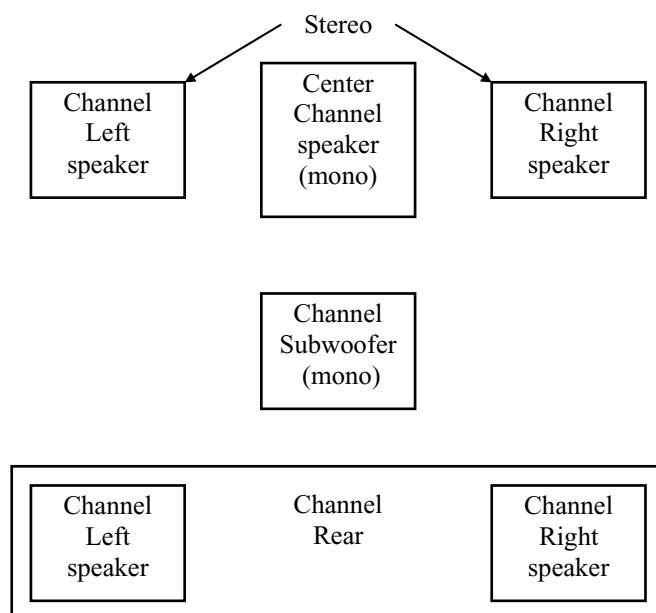 Stereo
Channel
Left
speaker
Center
Channel
speaker
(mono)
Channel
Right
speaker
Channel
Subwoofer
(mono)
Channel
Left
speaker
Channel
Rear
Channel
Right
speaker